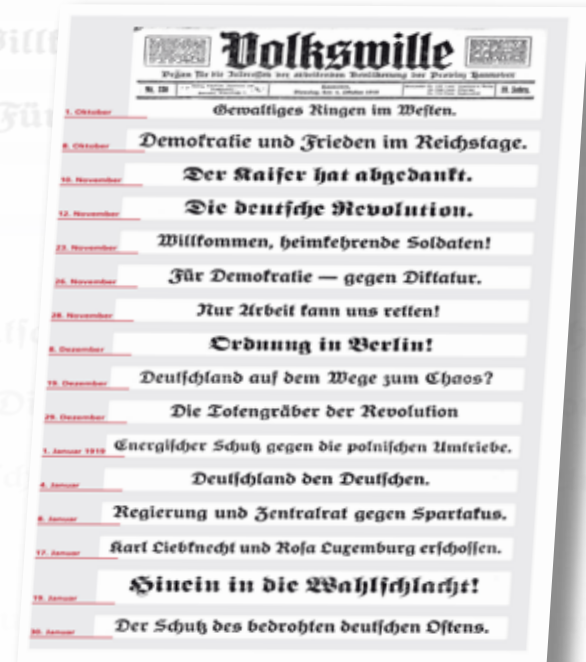 Volkswille
Organ für die Interessen der arbeitenden Bevölkerung der Provinz Hannover
1. Oktober Gewaltiges Ringen im Westen.
8. Oktober Demokratie und Frieden im Reichstage.
10. November Der Kaiser hat abgedankt.
12. November Die deutsche Revolution.
23. November Willkommen, heimkehrende Soldaten!
26. November Für Demokratie — gegen Diktatur.
28. November Nur Arbeit kann uns retten!
8. Dezember Ordnung in Berlin!
19. Dezember Deutschland auf dem Wege zum Chaos?
29. Dezember Die Totengräber der Revolution
1. Januar 1919 Energischer Schutz gegen die polnischen Umtriebe.
4. Januar Deutschland den Deutschen.
Januar Regierung und Zentralrat gegen Spartakus.
17. Januar Karl Liebknecht und Rosa Luxemburg erschossen.
19. Januar Hinein in die Wahlschlacht!
30. Januar Der Schutz des bedrohten deutschen Ostens.